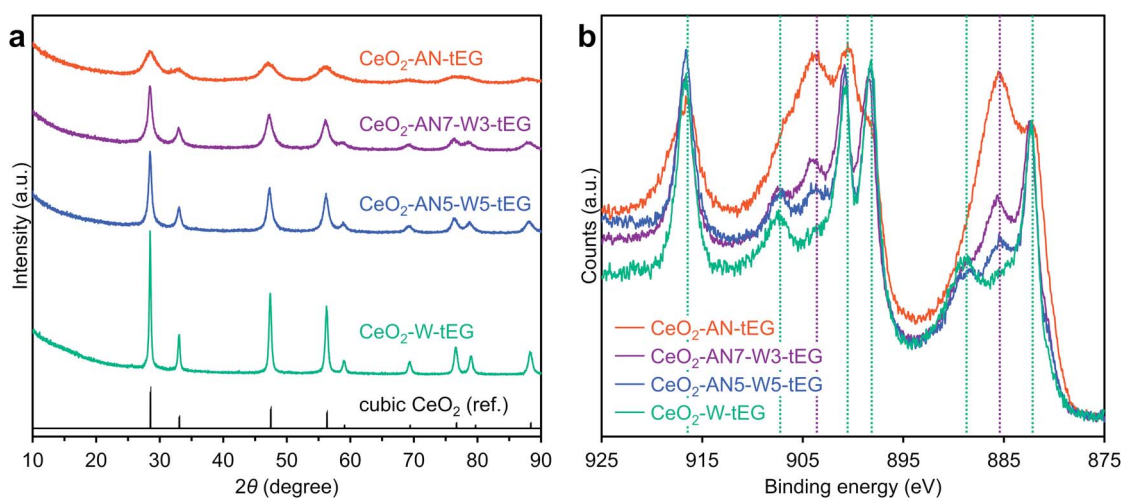 a
CeO₂-AN-tEG
CeO₂-AN7-W3-tEG
CeO₂-AN5-W5-tEG
CeO₂-W-tEG
cubic CeO₂ (ref.)
Intensity (a.u.)
10 20 30 40 50 60 70 80 90
2θ (degree)
b
Counts (a.u.)
CeO₂-AN-tEG
CeO₂-AN7-W3-tEG
CeO₂-AN5-W5-tEG
CeO₂-W-tEG
925 915 905 895 885 875
Binding energy (eV)